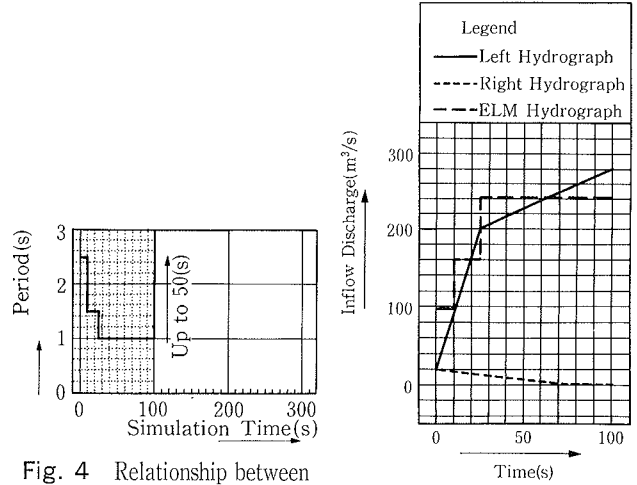 Period(s)
3
2
1
0
Up to 50(s)
0 100 200 300
Simulation Time(s)
Fig. 4 Relationship between
Legend
Left Hydrograph
Right Hydrograph
ELM Hydrograph
Inflow Discharge(m³/s)
300
200
100
0
0 50 100
Time(s)